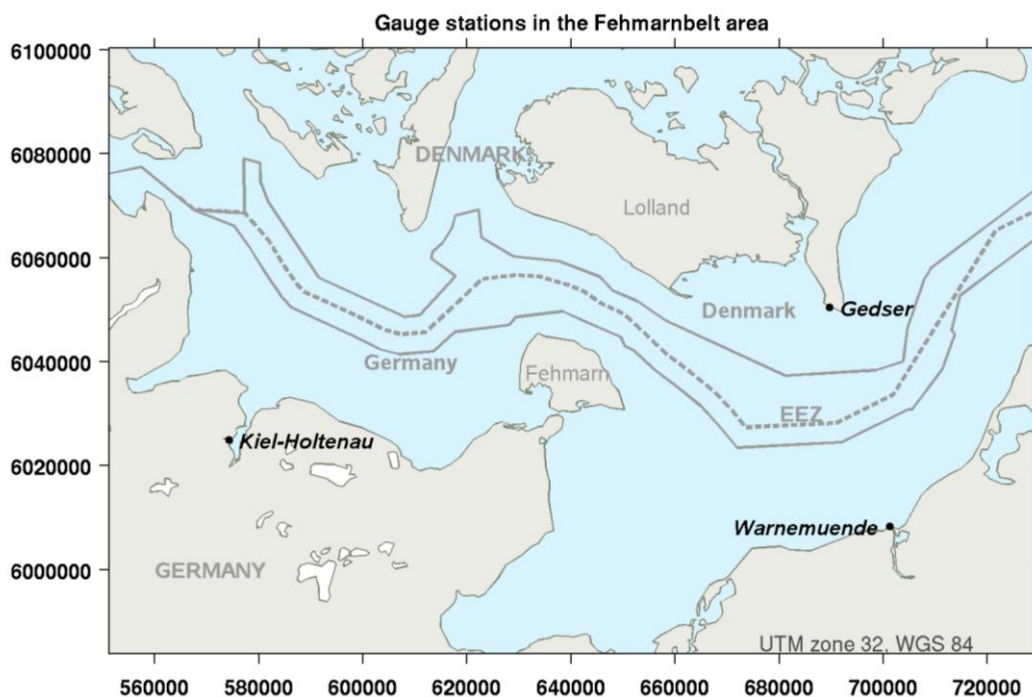 Gauge stations in the Fehmarnbelt area
6100000
6080000
DENMARK
Lolland
6060000
Denmark
Gedser
6040000
Germany
Fehmarn
EEZ
Kiel-Holtenau
6020000
Warnemuende
6000000
GERMANY
UTM zone 32, WGS 84
560000 580000 600000 620000 640000 660000 680000 700000 720000